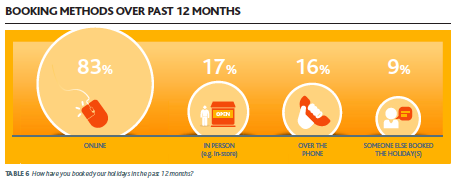 BOOKING METHODS OVER PAST 12 MONTHS
83%
17%
16%
9%
OPEN
ONLINE
IN PERSON
(e.g. in-store)
OVER THE
PHONE
SOMEONE ELSE BOOKED
THE HOLIDAY(S)
TABLE 6 How have you booked your holidays in the past 12 months?